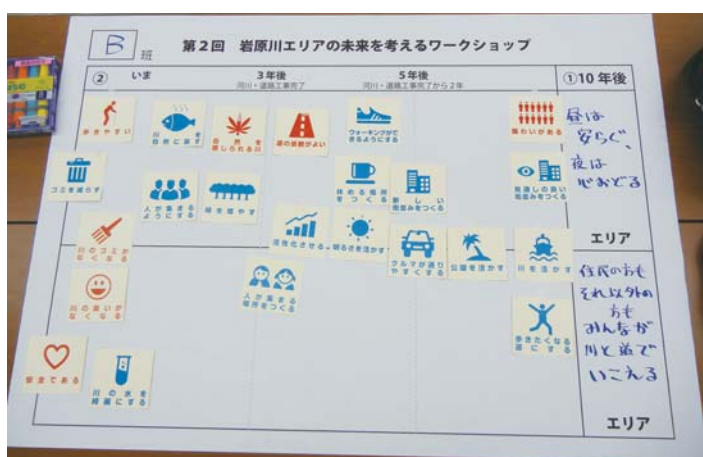 B 班
第2回 岩原川エリアの未来を考えるワークショップ
② いま
3年後
河川・道路工事完了
5年後
河川・道路工事完了から2年
①10年後
歩きやすい
川を
自然に戻す
自然を
感じられる川
道の景観がよい
ウォーキングがで
きるようにする
賑わいがある
昼は
安らぐ、
夜は
心おどる
エリア
ゴミを減らす
人が集まる
ようにする
緑を増やす
休める場所
をつくる
新しい
街並みをつくる
見通しの良い
街並みをつくる
川のゴミが
なくなる
活性化させる
明るさを活かす
クルマが通り
やすくする
公園を活かす
川を活かす
川の臭いが
なくなる
人が集まる
場所をつくる
歩きたくなる
道にする
住民の方も
それ以外の
方も
みんなが
川と道で
いこえる
エリア
安全である
川の水を
綺麗にする